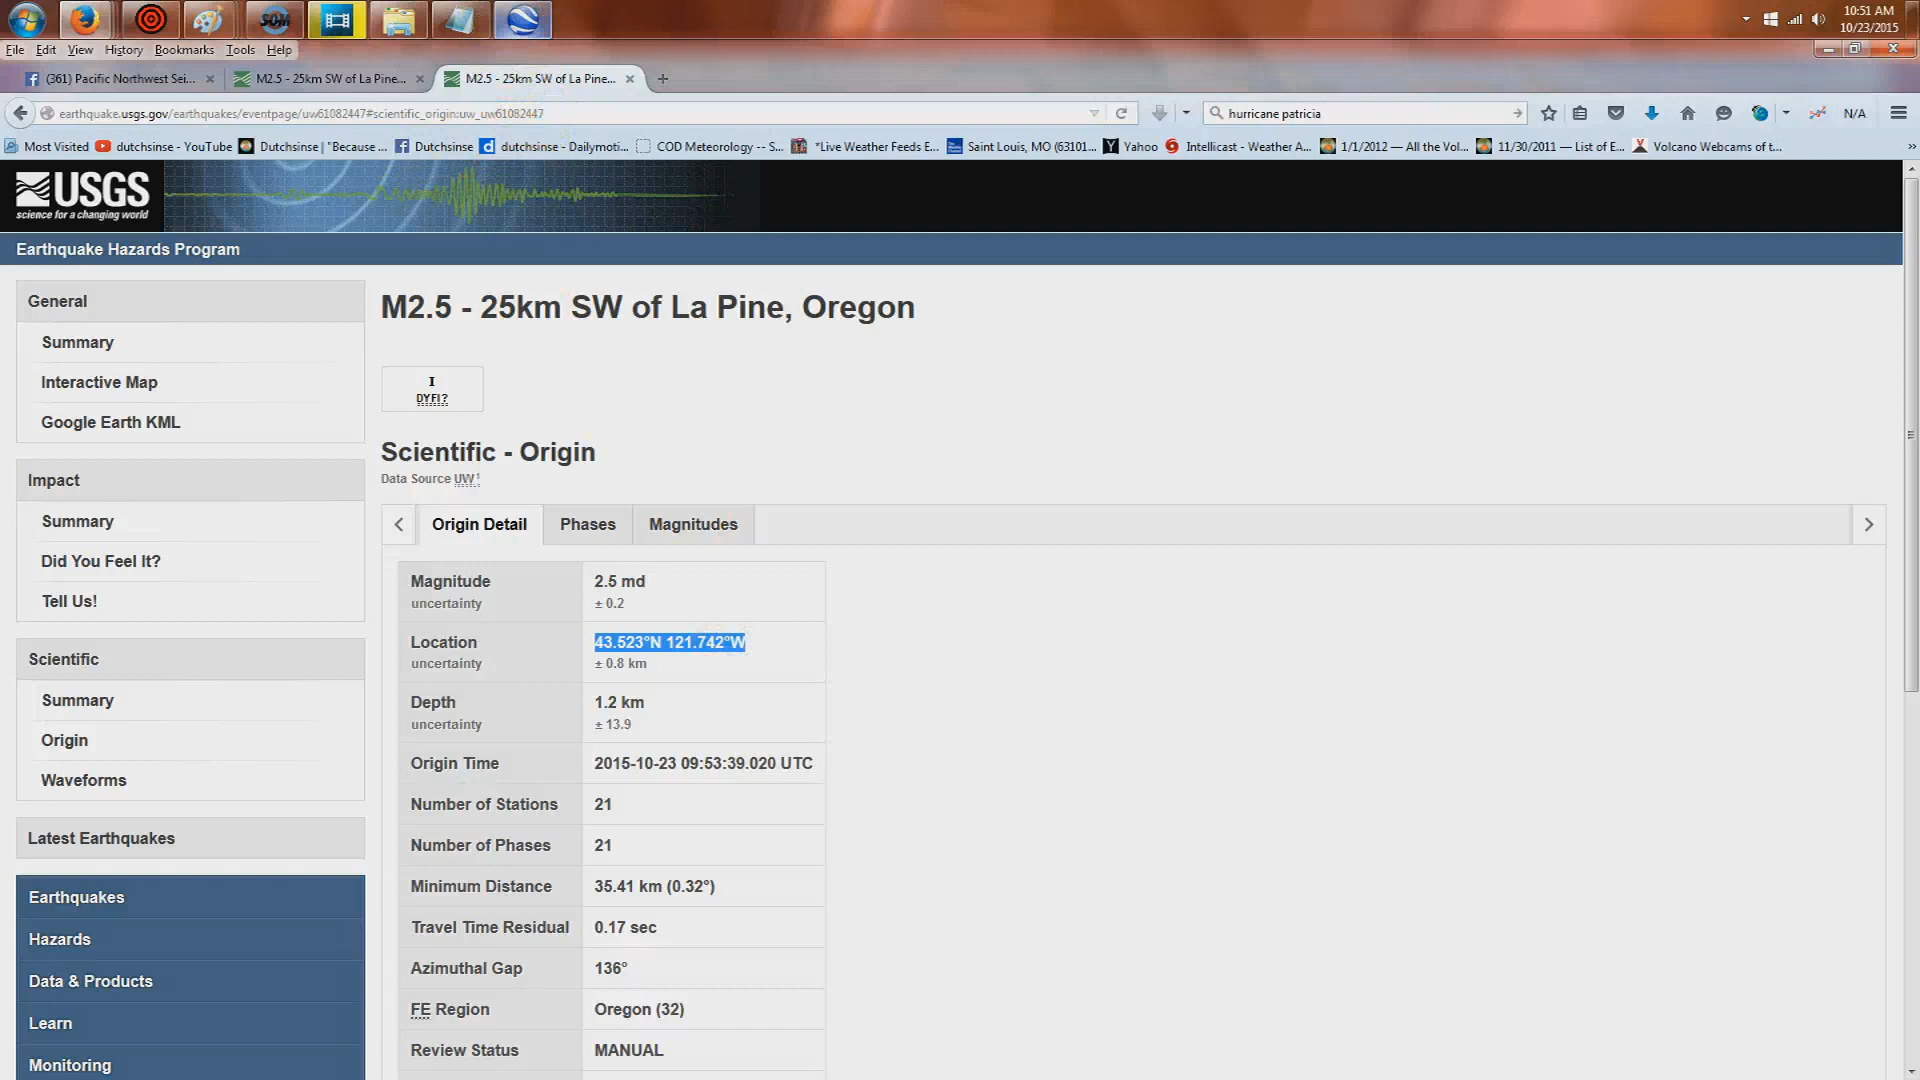 10:51 AM
10/23/2015
File Edit View History Bookmarks Tools Help
(361) Pacific Northwest Sei...
M2.5 - 25km SW of La Pine...
M2.5 - 25km SW of La Pine...
earthquake.usgs.gov/earthquakes/eventpage/uw61082447#scientific_origin:uw_uw61082447
hurricane patricia
N/A
Most Visited
dutchsinse - YouTube
Dutchsinse | "Because ...
Dutchsinse
dutchsinse - Dailymoti...
COD Meteorology -- S...
*Live Weather Feeds E...
Saint Louis, MO (63101...
Yahoo
Intellicast - Weather A...
1/1/2012 — All the Vol...
11/30/2011 — List of E...
Volcano Webcams of t...
USGS
science for a changing world
Earthquake Hazards Program
General
Summary
Interactive Map
Google Earth KML
Impact
Summary
Did You Feel It?
Tell Us!
Scientific
Summary
Origin
Waveforms
Latest Earthquakes
Earthquakes
Hazards
Data & Products
Learn
Monitoring
M2.5 - 25km SW of La Pine, Oregon
I
DYFI?
Scientific - Origin
Data Source UW 1
Origin Detail Phases Magnitudes
Magnitude 2.5 md
uncertainty ± 0.2
Location 43.523°N 121.742°W
uncertainty ± 0.8 km
Depth 1.2 km
uncertainty ± 13.9
Origin Time 2015-10-23 09:53:39.020 UTC
Number of Stations 21
Number of Phases 21
Minimum Distance 35.41 km (0.32°)
Travel Time Residual 0.17 sec
Azimuthal Gap 136°
FE Region Oregon (32)
Review Status MANUAL